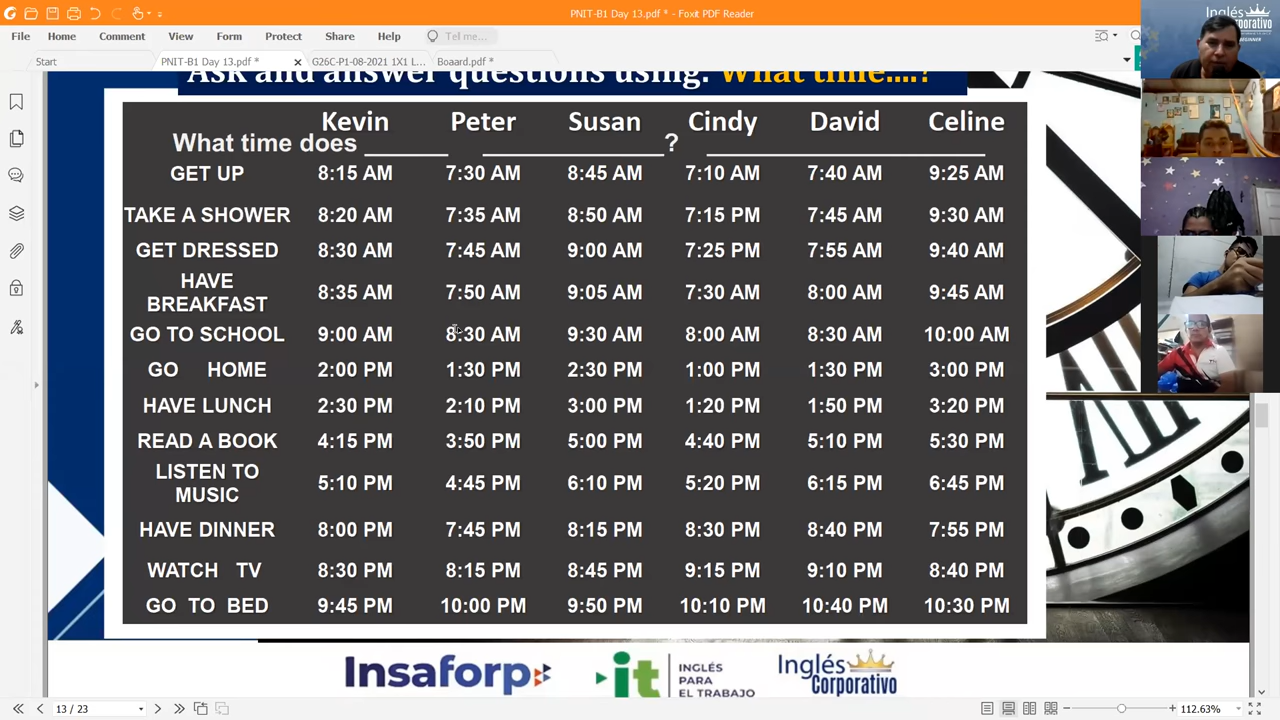 PNIT-B1 Day 13.pdf * - Foxit PDF Reader
File Home Comment View Form Protect Share Help Tell me...
Start PNIT-B1 Day 13.pdf * G26C-P1-08-2021 1X1 L... Boaard.pdf *
Ask and answer questions using: What time....?
Kevin Peter Susan Cindy David Celine
What time does ______ _____________? ____________________
GET UP 8:15 AM 7:30 AM 8:45 AM 7:10 AM 7:40 AM 9:25 AM
TAKE A SHOWER 8:20 AM 7:35 AM 8:50 AM 7:15 PM 7:45 AM 9:30 AM
GET DRESSED 8:30 AM 7:45 AM 9:00 AM 7:25 PM 7:55 AM 9:40 AM
HAVE
BREAKFAST 8:35 AM 7:50 AM 9:05 AM 7:30 AM 8:00 AM 9:45 AM
GO TO SCHOOL 9:00 AM 8:30 AM 9:30 AM 8:00 AM 8:30 AM 10:00 AM
GO HOME 2:00 PM 1:30 PM 2:30 PM 1:00 PM 1:30 PM 3:00 PM
HAVE LUNCH 2:30 PM 2:10 PM 3:00 PM 1:20 PM 1:50 PM 3:20 PM
READ A BOOK 4:15 PM 3:50 PM 5:00 PM 4:40 PM 5:10 PM 5:30 PM
LISTEN TO
MUSIC 5:10 PM 4:45 PM 6:10 PM 5:20 PM 6:15 PM 6:45 PM
HAVE DINNER 8:00 PM 7:45 PM 8:15 PM 8:30 PM 8:40 PM 7:55 PM
WATCH TV 8:30 PM 8:15 PM 8:45 PM 9:15 PM 9:10 PM 8:40 PM
GO TO BED 9:45 PM 10:00 PM 9:50 PM 10:10 PM 10:40 PM 10:30 PM
Insaforp
it
INGLÉS
PARA
EL TRABAJO
Inglés
Corporativo
13 / 23
112.63%
Inglés
Corporativo